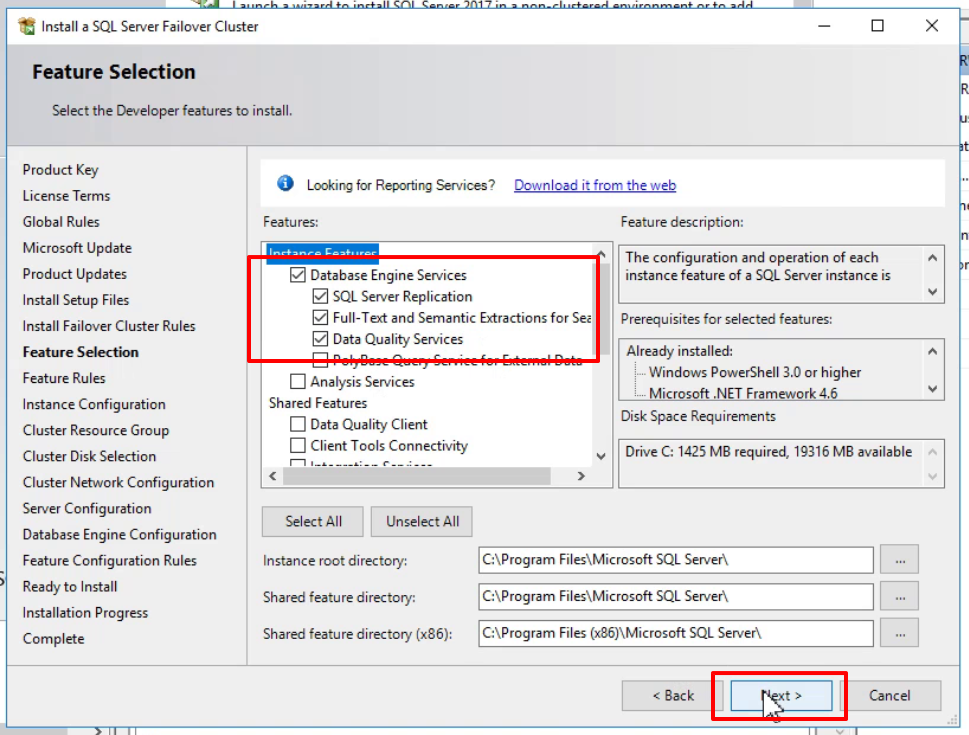 Launch a wizard to install SQL Server 2017 in a non-clustered environment or to add
Install a SQL Server Failover Cluster
Feature Selection
Select the Developer features to install.
Product Key
License Terms
Global Rules
Microsoft Update
Product Updates
Install Setup Files
Install Failover Cluster Rules
Feature Selection
Feature Rules
Instance Configuration
Cluster Resource Group
Cluster Disk Selection
Cluster Network Configuration
Server Configuration
Database Engine Configuration
Feature Configuration Rules
Ready to Install
Installation Progress
Complete
Looking for Reporting Services? Download it from the web
Features:
Instance Features
Database Engine Services
SQL Server Replication
Full-Text and Semantic Extractions for Sea
Data Quality Services
PolyBase Query Service for External Data
Analysis Services
Shared Features
Data Quality Client
Client Tools Connectivity
Integration Services
Feature description:
The configuration and operation of each
instance feature of a SQL Server instance is
Prerequisites for selected features:
Already installed:
Windows PowerShell 3.0 or higher
Microsoft .NET Framework 4.6
Disk Space Requirements
Drive C: 1425 MB required, 19316 MB available
Select All
Unselect All
Instance root directory:
C:\Program Files\Microsoft SQL Server\
...
Shared feature directory:
C:\Program Files\Microsoft SQL Server\
...
Shared feature directory (x86):
C:\Program Files (x86)\Microsoft SQL Server\
...
< Back
Next >
Cancel